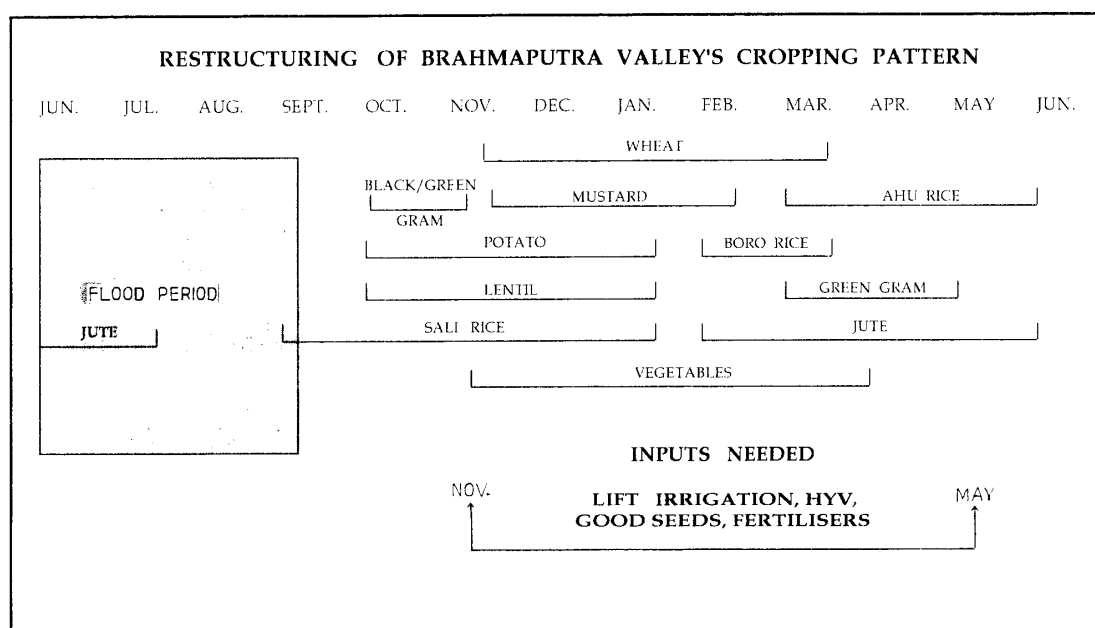 RESTRUCTURING OF BRAHMAPUTRA VALLEY'S CROPPING PATTERN
JUN. JUL. AUG. SEPT. OCT. NOV. DEC. JAN. FEB. MAR. APR. MAY JUN.
WHEAT
BLACK/GREEN
GRAM
MUSTARD
AHU RICE
POTATO
BORO RICE
FLOOD PERIOD
LENTIL
GREEN GRAM
JUTE
SALI RICE
JUTE
VEGETABLES
INPUTS NEEDED
NOV.
LIFT IRRIGATION, HYV,
GOOD SEEDS, FERTILISERS
MAY